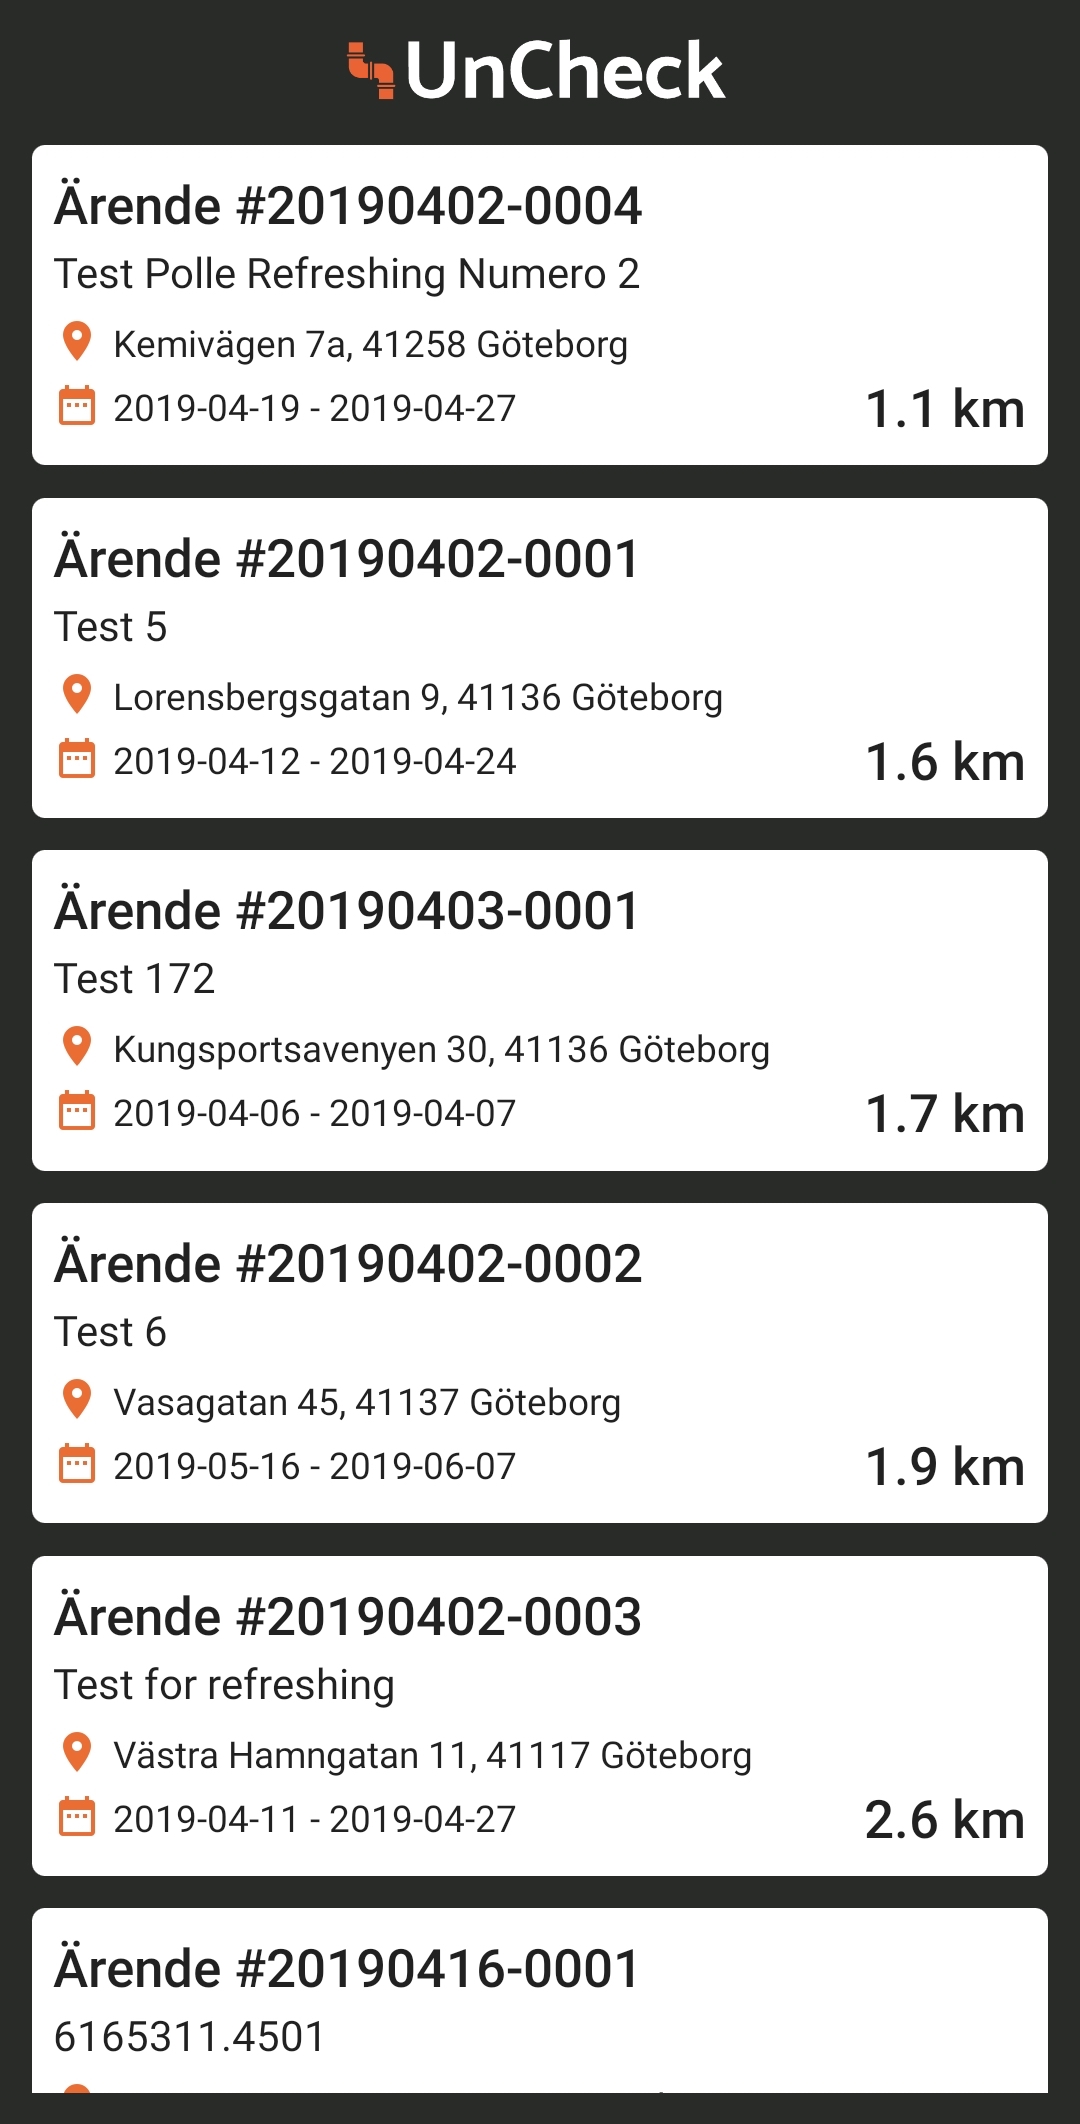 UnCheck
Ärende #20190402-0004
Test Polle Refreshing Numero 2
Kemivägen 7a, 41258 Göteborg
2019-04-19 - 2019-04-27
1.1 km
Ärende #20190402-0001
Test 5
Lorensbergsgatan 9, 41136 Göteborg
2019-04-12 - 2019-04-24
1.6 km
Ärende #20190403-0001
Test 172
Kungsportsavenyen 30, 41136 Göteborg
2019-04-06 - 2019-04-07
1.7 km
Ärende #20190402-0002
Test 6
Vasagatan 45, 41137 Göteborg
2019-05-16 - 2019-06-07
1.9 km
Ärende #20190402-0003
Test for refreshing
Västra Hamngatan 11, 41117 Göteborg
2019-04-11 - 2019-04-27
2.6 km
Ärende #20190416-0001
6165311.4501